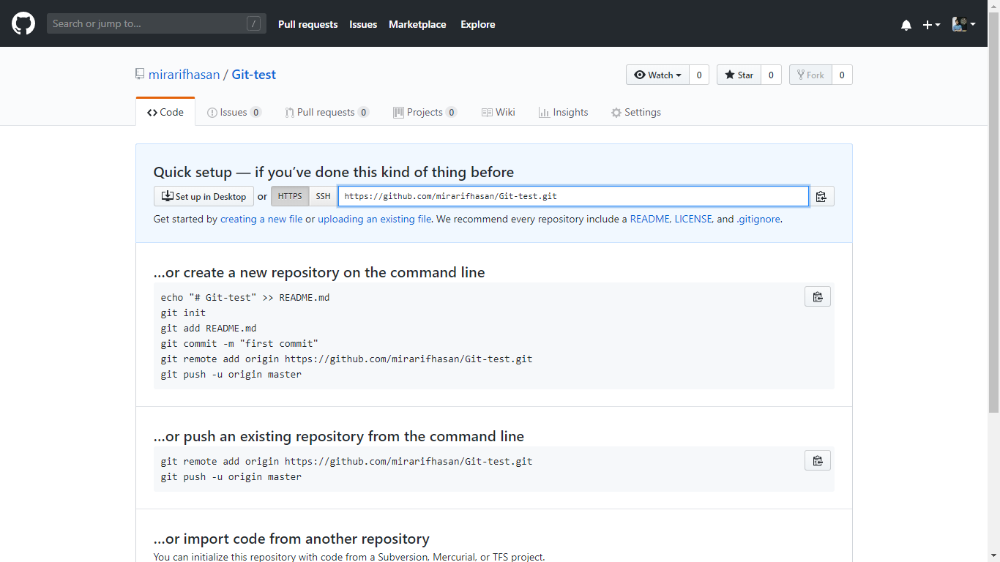 Search or jump to... /
Pull requests Issues Marketplace Explore
mirarifhasan / Git-test
Watch 0 Star 0 Fork 0
Code Issues 0 Pull requests 0 Projects 0 Wiki Insights Settings
Quick setup — if you’ve done this kind of thing before
Set up in Desktop or HTTPS SSH https://github.com/mirarifhasan/Git-test.git
Get started by creating a new file or uploading an existing file. We recommend every repository include a README, LICENSE, and .gitignore.
…or create a new repository on the command line
echo "# Git-test" >> README.md
git init
git add README.md
git commit -m "first commit"
git remote add origin https://github.com/mirarifhasan/Git-test.git
git push -u origin master
…or push an existing repository from the command line
git remote add origin https://github.com/mirarifhasan/Git-test.git
git push -u origin master
…or import code from another repository
You can initialize this repository with code from a Subversion, Mercurial, or TFS project.